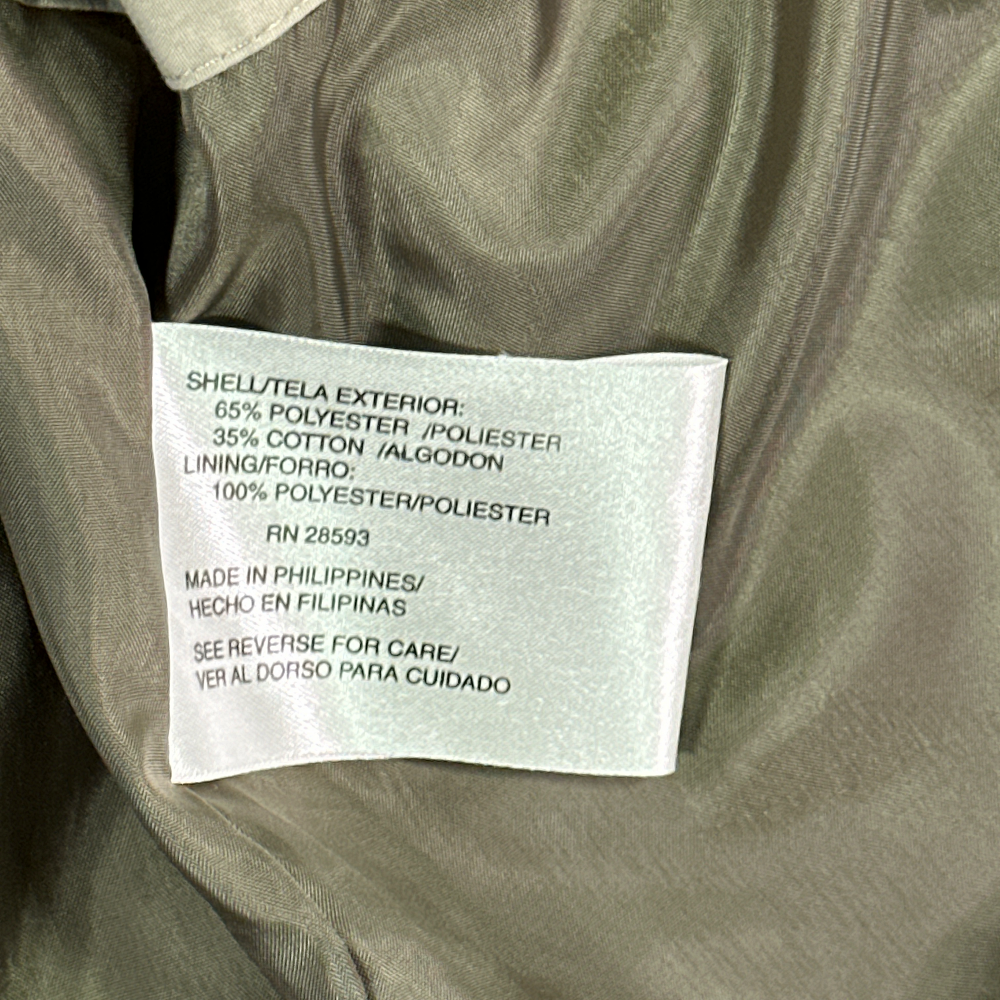 SHELL/TELA EXTERIOR:
65% POLYESTER /POLIESTER
35% COTTON /ALGODON
LINING/FORRO:
100% POLYESTER/POLIESTER
RN 28593
MADE IN PHILIPPINES/
HECHO EN FILIPINAS
SEE REVERSE FOR CARE/
VER AL DORSO PARA CUIDADO